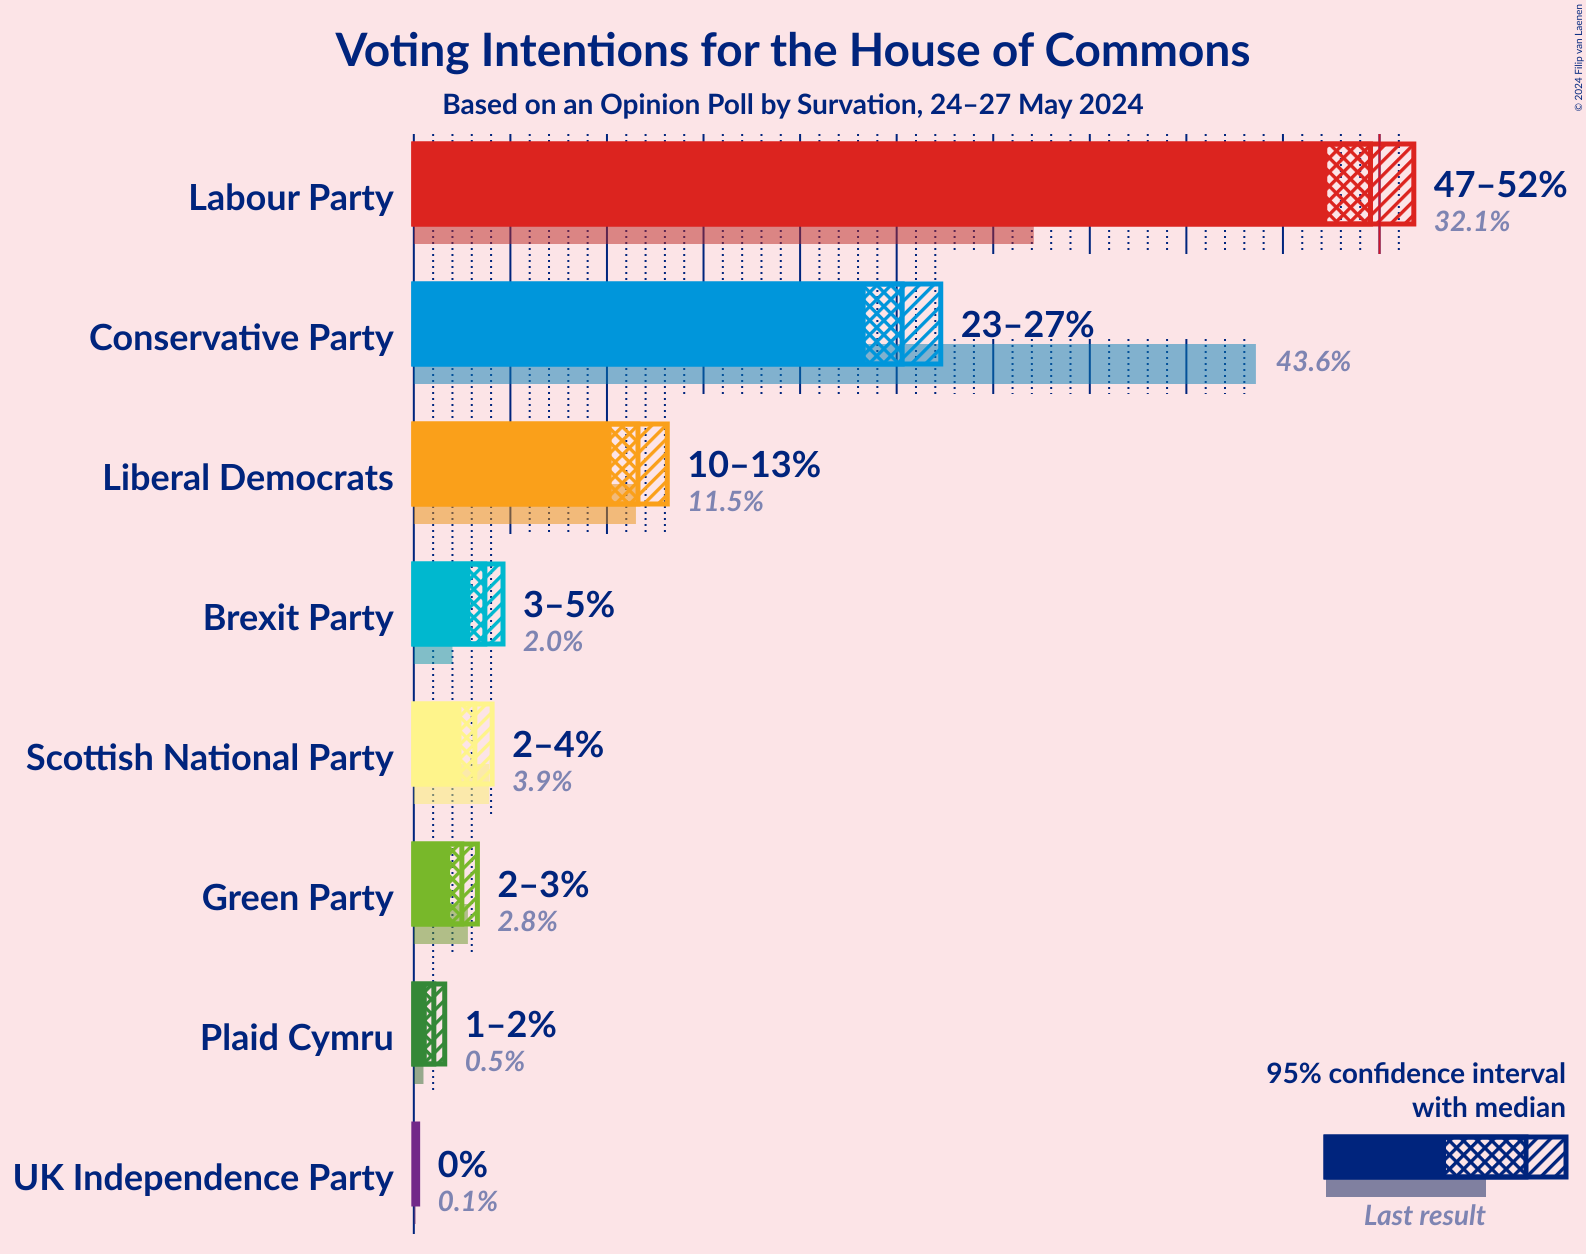 Voting Intentions for the House of Commons
Based on an Opinion Poll by Survation, 24–27 May 2024
© 2024 Filip van Laenen
Labour Party
47–52%
32.1%
Conservative Party
23–27%
43.6%
Liberal Democrats
10–13%
11.5%
Brexit Party
3–5%
2.0%
Scottish National Party
2–4%
3.9%
Green Party
2–3%
2.8%
Plaid Cymru
1–2%
0.5%
UK Independence Party
0%
0.1%
95% confidence interval
with median
Last result